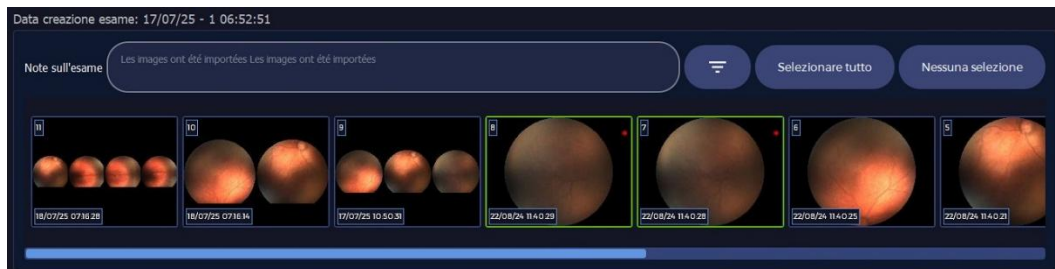 Data creazione esame: 17/07/25 - 1 06:52:51
Note sull'esame
Les images ont été importées Les images ont été importées
Selezionare tutto
Nessuna selezione
11
10
9
8
7
6
5
18/07/25 07:16:28
18/07/25 07:16:14
17/07/25 10:50:31
22/08/24 11:40:29
22/08/24 11:40:28
22/08/24 11:40:25
22/08/24 11:40:21